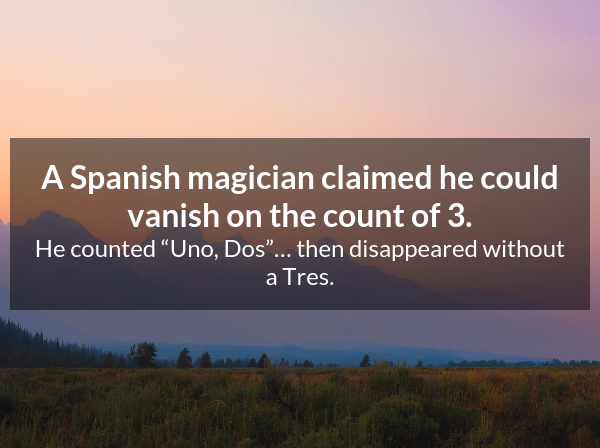 A Spanish magician claimed he could
vanish on the count of 3.
He counted “Uno, Dos”... then disappeared without
a Tres.